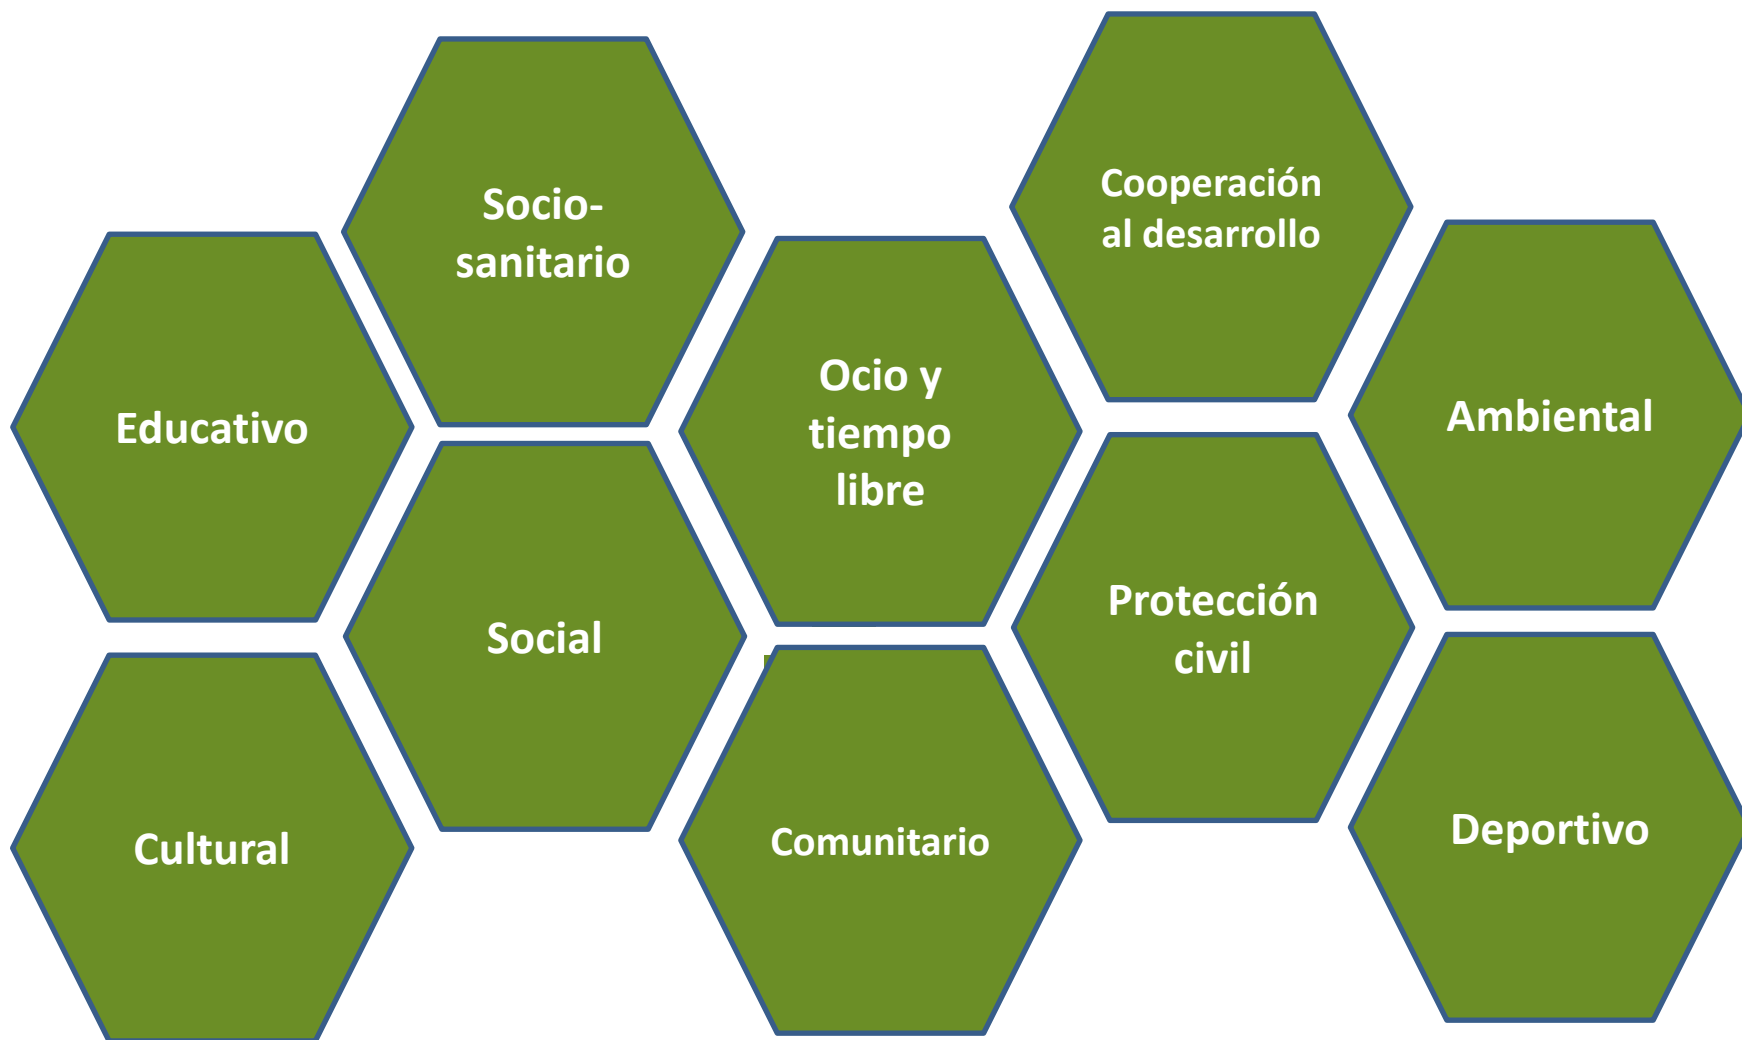 Socio-
sanitario
Cooperación
al desarrollo
Educativo
Ocio y
tiempo
libre
Ambiental
Social
Protección
civil
Cultural
Comunitario
Deportivo